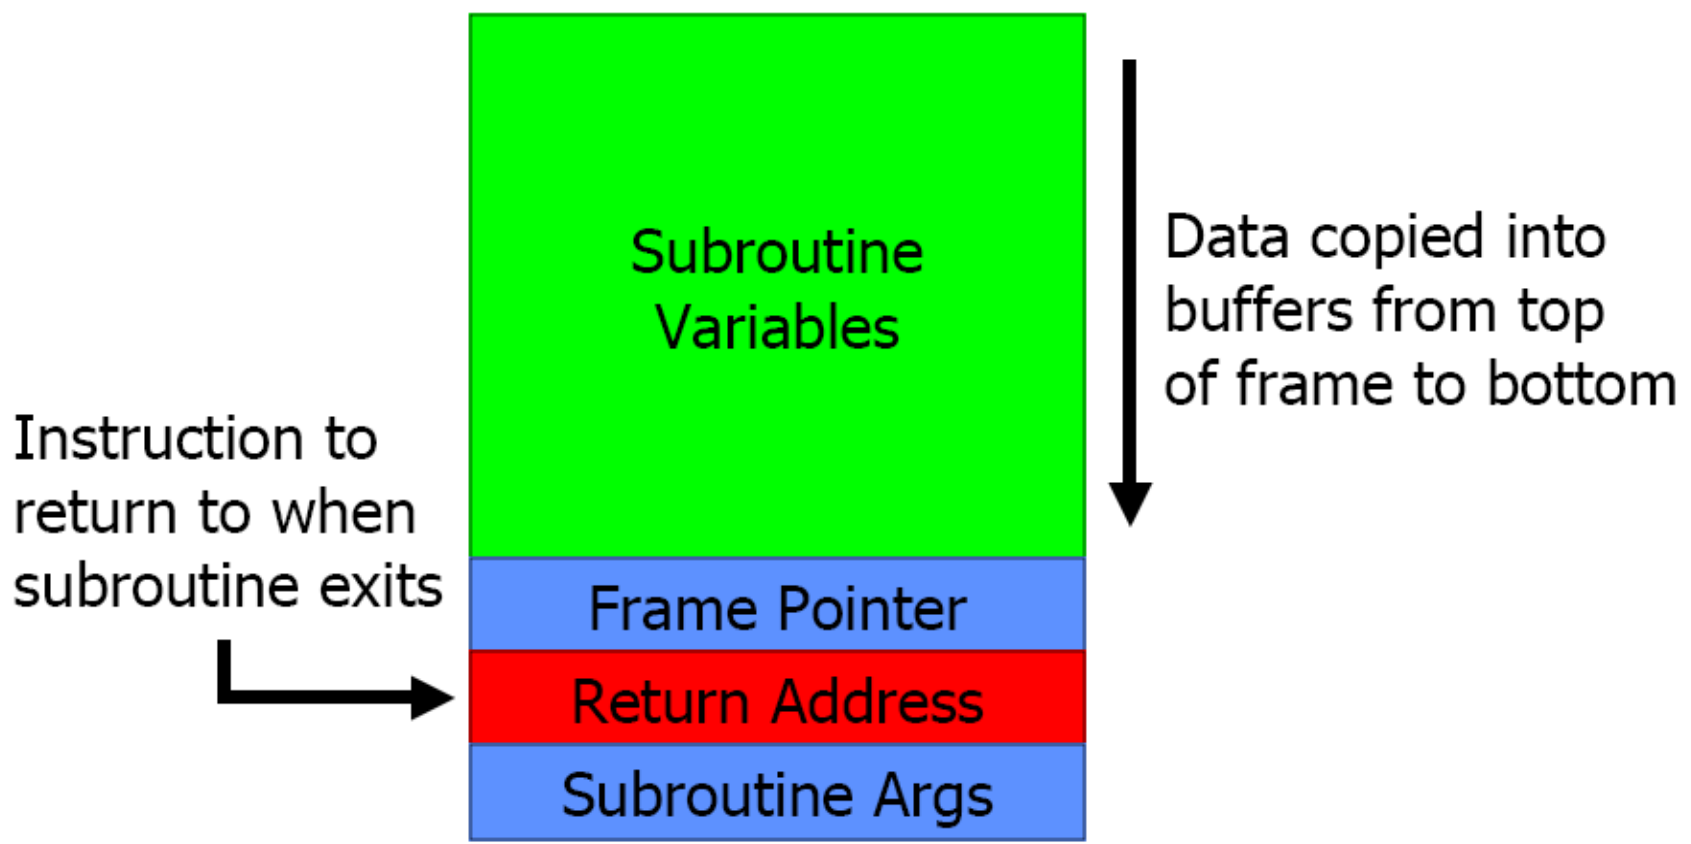 Subroutine
Variables
Data copied into
buffers from top
of frame to bottom
Instruction to
return to when
subroutine exits
Frame Pointer
Return Address
Subroutine Args